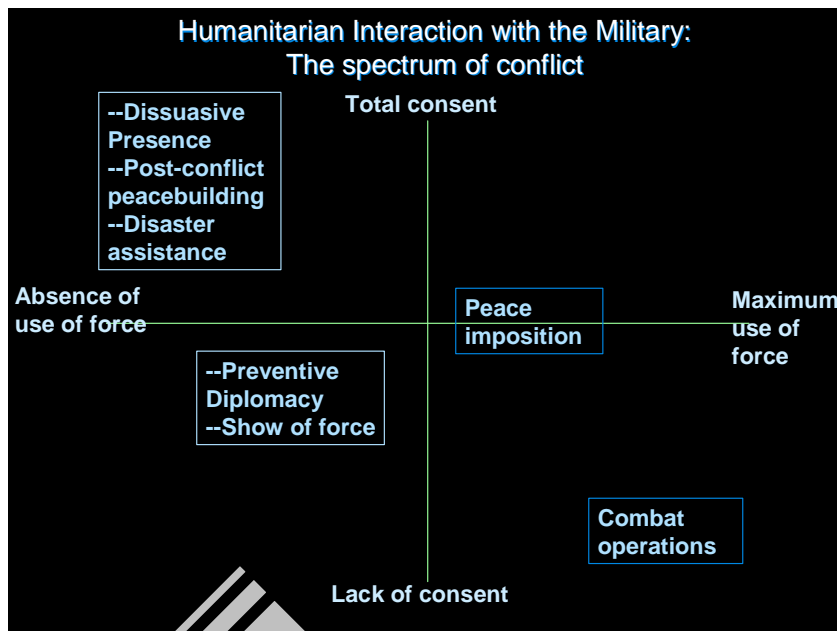 Humanitarian Interaction with the Military:
The spectrum of conflict
Total consent
--Dissuasive
Presence
--Post-conflict
peacebuilding
--Disaster
assistance
Absence of
use of force
Peace
imposition
Maximum
use of
force
--Preventive
Diplomacy
--Show of force
Combat
operations
Lack of consent